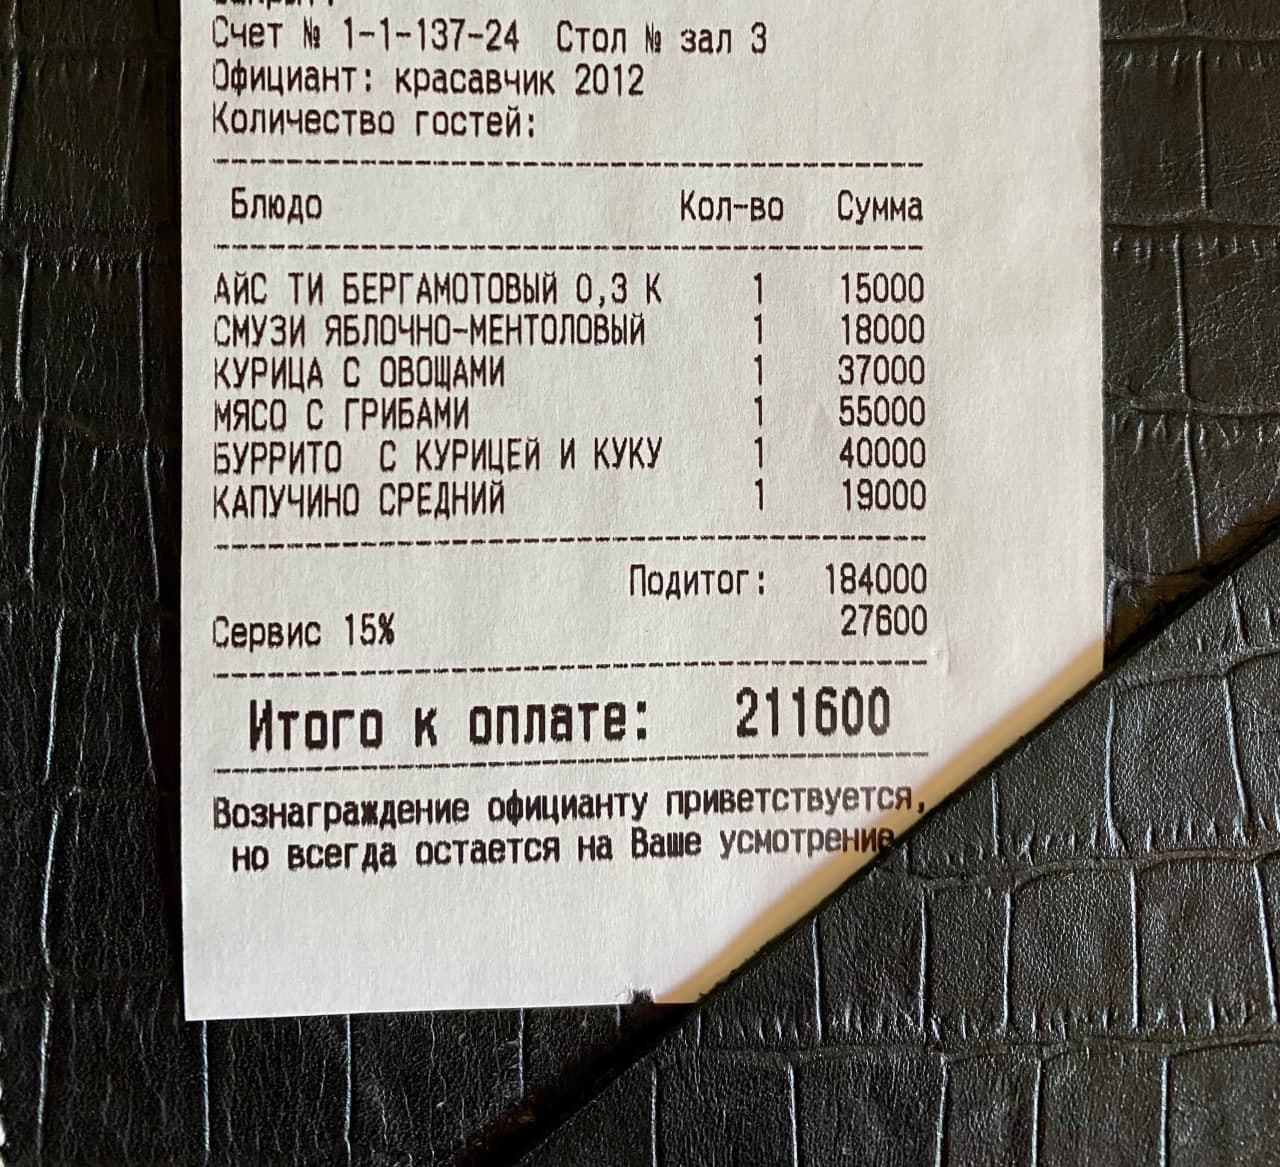 Счет № 1-1-137-24 Стол № зал 3
Официант: красавчик 2012
Количество гостей:
Блюдо Кол-во Сумма
АЙС ТИ БЕРГАМОТОВЫЙ 0,3 К 1 15000
СМУЗИ ЯБЛОЧНО-МЕНТОЛОВЫЙ 1 18000
КУРИЦА С ОВОЩАМИ 1 37000
МЯСО С ГРИБАМИ 1 55000
БУРРИТО С КУРИЦЕЙ И КУКУ 1 40000
КАПУЧИНО СРЕДНИЙ 1 19000
Подитог: 184000
Сервис 15% 27600
Итого к оплате: 211600
Вознаграждение официанту приветствуется,
но всегда остается на Ваше усмотрение